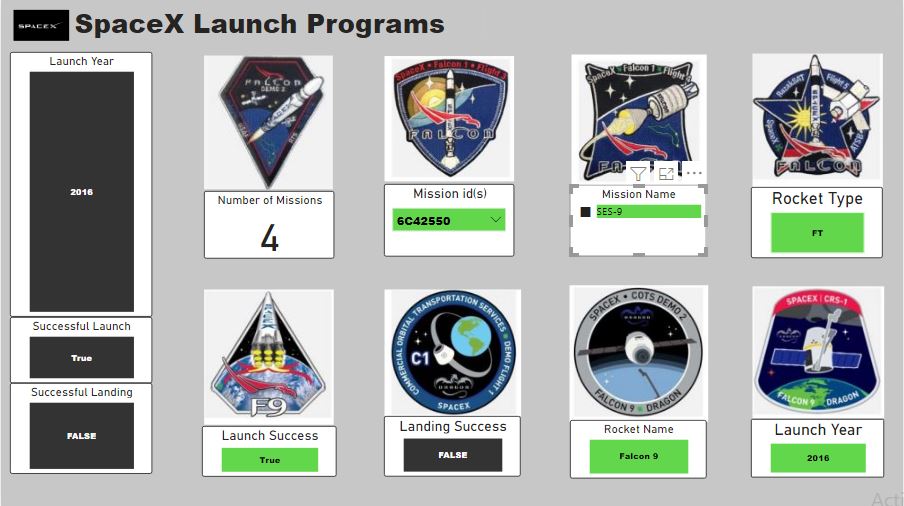 SPACEX
SpaceX Launch Programs
Launch Year
2016
Successful Launch
True
Successful Landing
FALSE
FALCON
DEMO 2
Number of Missions
4
SpaceX • Falcon 1 • Flight 3
FALCON
Mission id(s)
6C42550
SpaceX Falcon 1 Flight
Mission Name
SES-9
RazakSAT Flight 5
SpaceX
ATSB
FALCON
Rocket Type
FT
F9
Launch Success
True
COMMERCIAL ORBITAL TRANSPORTATION SERVICES • DEMO FLIGHT 1
C1
DRAGON
SPACEX
Landing Success
FALSE
SPACEX • COTS DEMO 2
DRAGON
FALCON 9 DRAGON
Rocket Name
Falcon 9
SPACEX | CRS-1
FALCON 9 DRAGON
Launch Year
2016
Acti